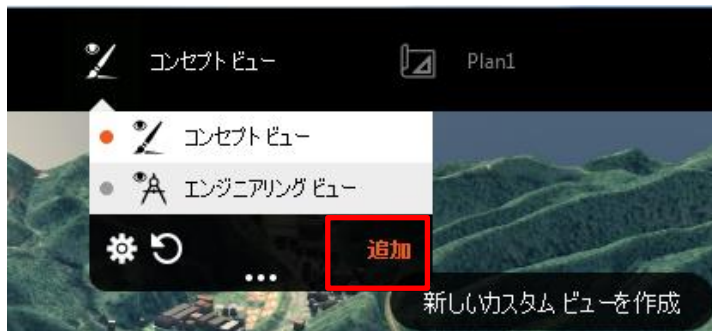 コンセプト ビュー
Plan1
コンセプト ビュー
エンジニアリング ビュー
追加
新しいカスタム ビューを作成